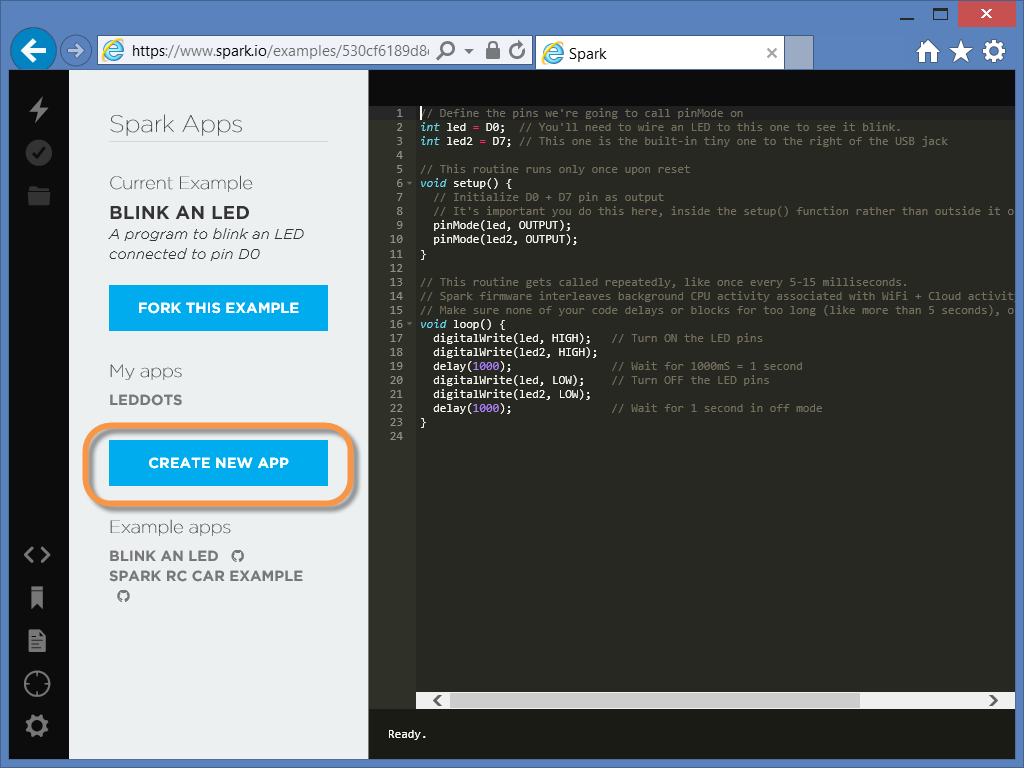 https://www.spark.io/examples/530cf6189d8
Spark
Spark Apps
Current Example
BLINK AN LED
A program to blink an LED
connected to pin D0
FORK THIS EXAMPLE
My apps
LEDDOTS
CREATE NEW APP
Example apps
BLINK AN LED
SPARK RC CAR EXAMPLE
1 // Define the pins we're going to call pinMode on
2 int led = D0;  // You'll need to wire an LED to this one to see it blink.
3 int led2 = D7; // This one is the built-in tiny one to the right of the USB jack
4
5 // This routine runs only once upon reset
6 void setup() {
7   // Initialize D0 + D7 pin as output
8   // It's important you do this here, inside the setup() function rather than outside it o
9   pinMode(led, OUTPUT);
10   pinMode(led2, OUTPUT);
11 }
12
13 // This routine gets called repeatedly, like once every 5-15 milliseconds.
14 // Spark firmware interleaves background CPU activity associated with WiFi + Cloud activit
15 // Make sure none of your code delays or blocks for too long (like more than 5 seconds), o
16 void loop() {
17   digitalWrite(led, HIGH);   // Turn ON the LED pins
18   digitalWrite(led2, HIGH);
19   delay(1000);               // Wait for 1000mS = 1 second
20   digitalWrite(led, LOW);    // Turn OFF the LED pins
21   digitalWrite(led2, LOW);
22   delay(1000);               // Wait for 1 second in off mode
23 }
24
Ready.